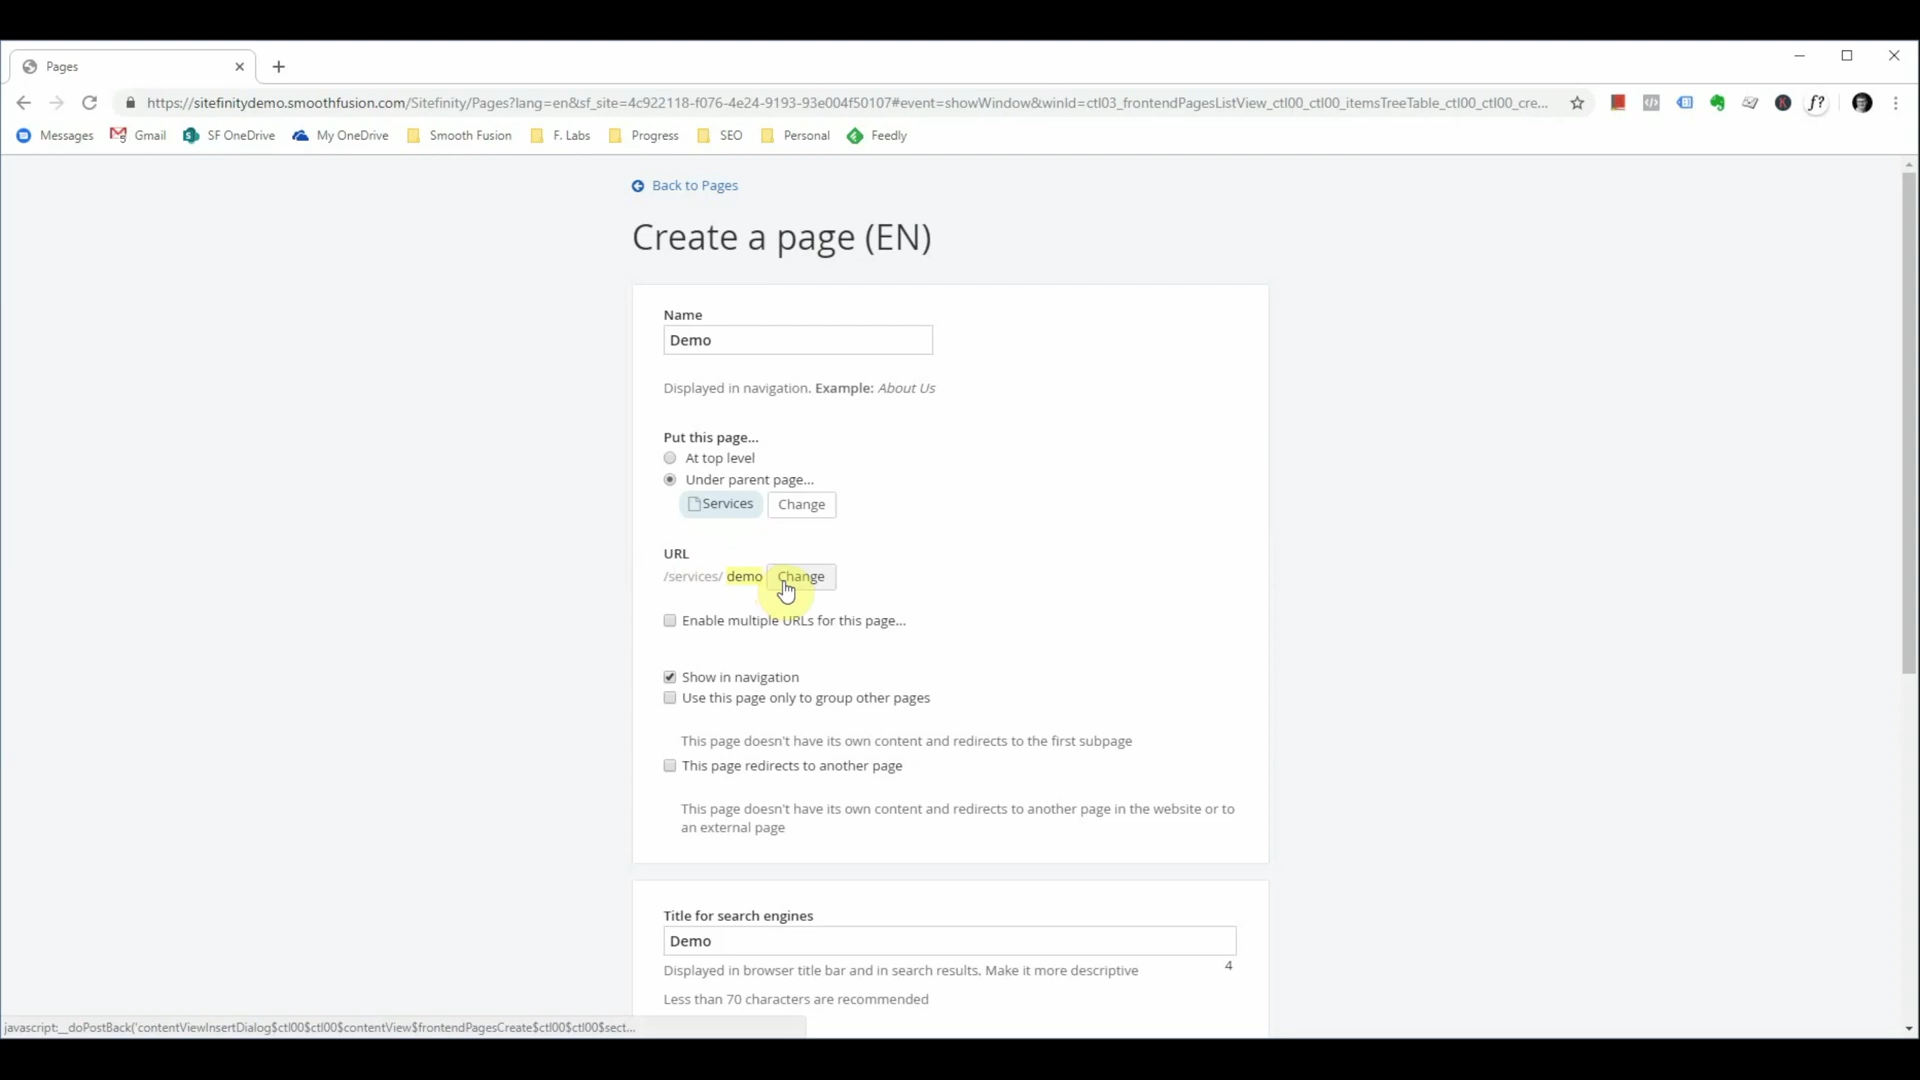 Pages
https://sitefinitydemo.smoothfusion.com/Sitefinity/Pages?lang=en&sf_site=4c922118-f076-4e24-9193-93e004f50107#event=showWindow&winId=ctl03_frontendPagesListView_ctl00_ctl00_itemsTreeTable_ctl00_ctl00_cre...
f?
Messages Gmail SF OneDrive My OneDrive Smooth Fusion F. Labs Progress SEO Personal Feedly
Back to Pages
Create a page (EN)
Name
Demo
Displayed in navigation. Example: About Us
Put this page...
At top level
Under parent page...
Services Change
URL
/services/ demo Change
Enable multiple URLs for this page...
Show in navigation
Use this page only to group other pages
This page doesn't have its own content and redirects to the first subpage
This page redirects to another page
This page doesn't have its own content and redirects to another page in the website or to
an external page
Title for search engines
Demo
Displayed in browser title bar and in search results. Make it more descriptive 4
Less than 70 characters are recommended
javascript:__doPostBack('contentViewInsertDialog$ctl00$ctl00$contentView$frontendPagesCreate$ctl00$ctl00$sect...